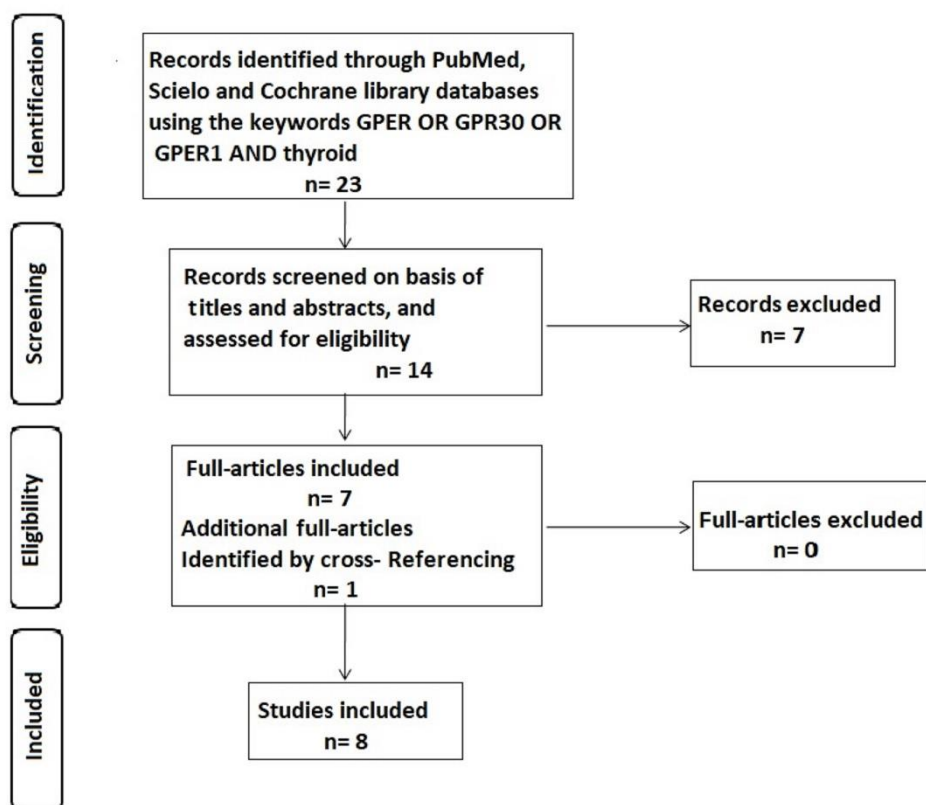 Identification
Records identified through PubMed,
Scielo and Cochrane library databases
using the keywords GPER OR GPR30 OR
GPER1 AND thyroid
n= 23
Screening
Records screened on basis of
titles and abstracts, and
assessed for eligibility
n= 14
Records excluded
n= 7
Eligibility
Full-articles included
n= 7
Additional full-articles
Identified by cross- Referencing
n= 1
Full-articles excluded
n= 0
Included
Studies included
n= 8